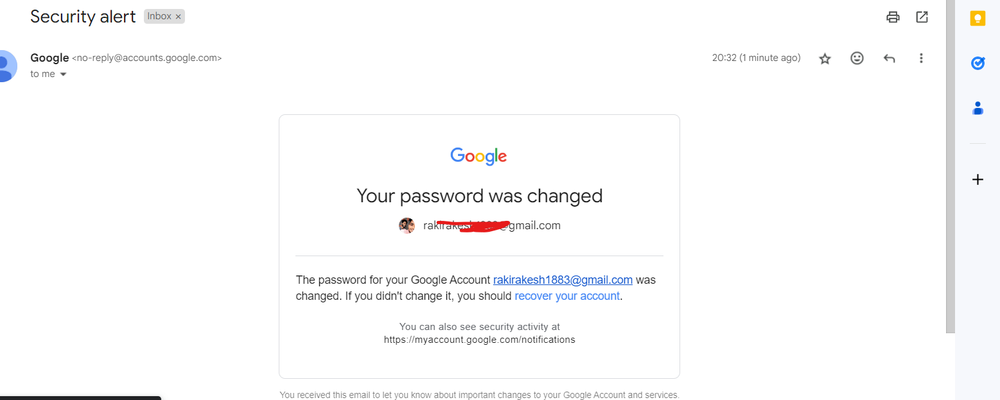 Security alert Inbox ×
Google <no-reply@accounts.google.com> 20:32 (1 minute ago)
to me
Google
Your password was changed
gmail.com
The password for your Google Account rakirakesh1883@gmail.com was
changed. If you didn't change it, you should recover your account.
You can also see security activity at
https://myaccount.google.com/notifications
You received this email to let you know about important changes to your Google Account and services.